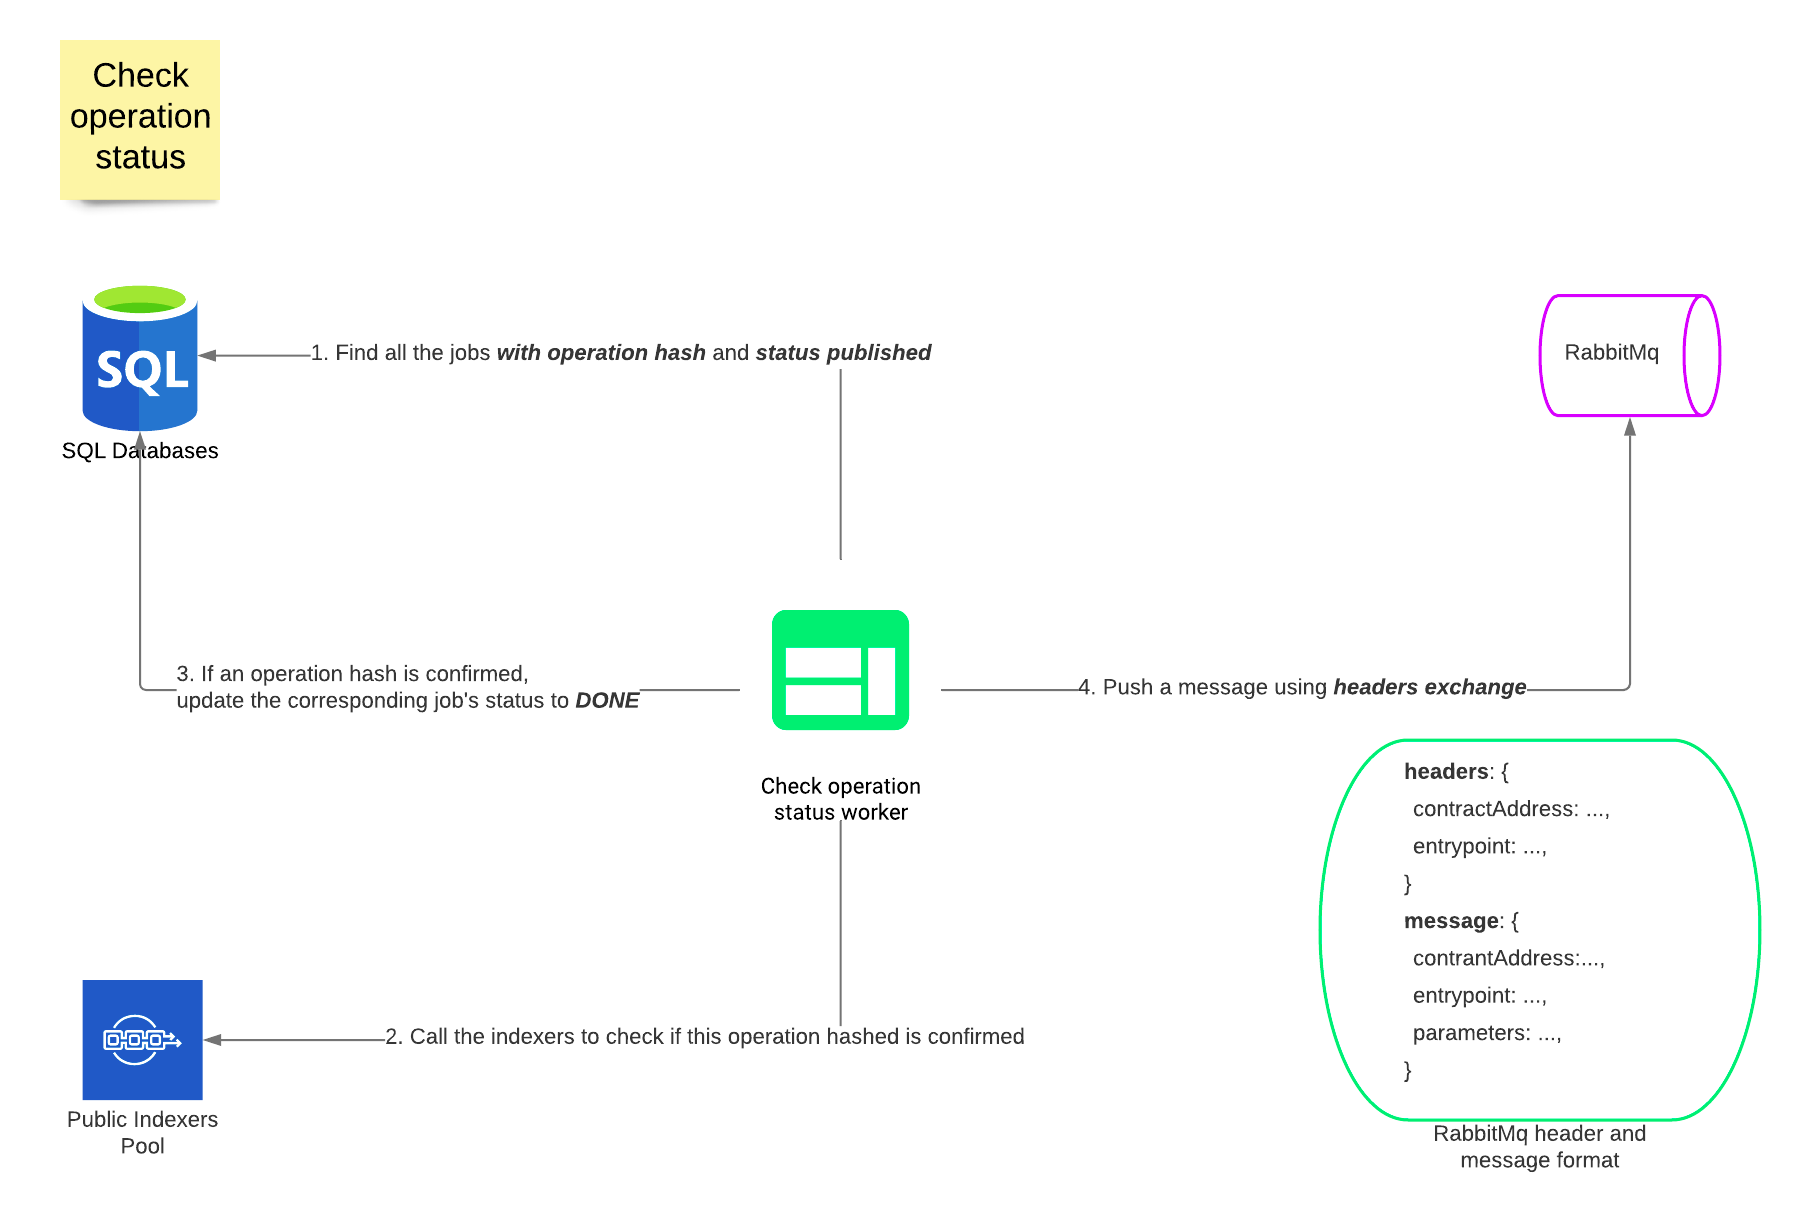 Check
operation
status
SQL
SQL Databases
1. Find all the jobs with operation hash and status published
RabbitMq
3. If an operation hash is confirmed,
update the corresponding job's status to DONE
4. Push a message using headers exchange
Check operation
status worker
headers: {
contractAddress: ...,
entrypoint: ...,
}
message: {
contrantAddress:...,
entrypoint: ...,
parameters: ...,
}
RabbitMq header and
message format
2. Call the indexers to check if this operation hashed is confirmed
Public Indexers
Pool